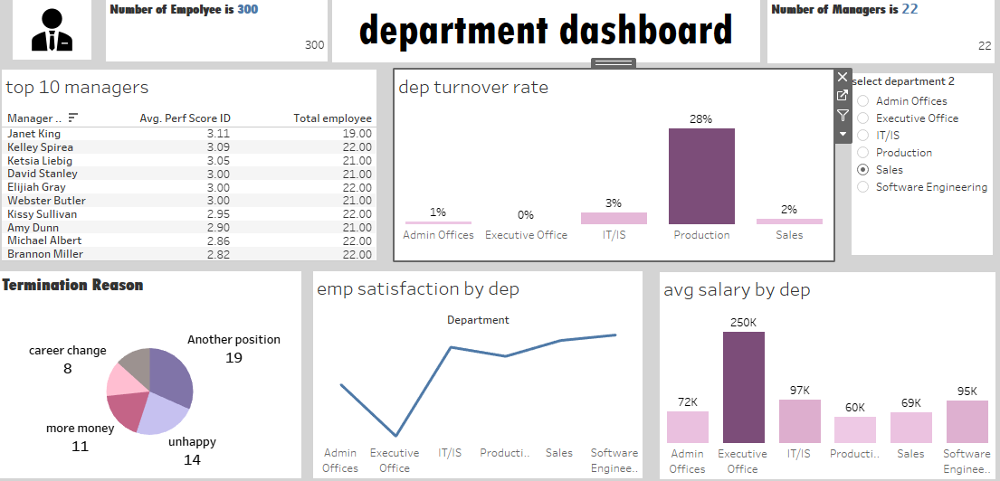 Number of Empolyee is 300
300
department dashboard
Number of Managers is 22
22
top 10 managers
Manager .. Avg. Perf Score ID Total employee
Janet King 3.11 19.00
Kelley Spirea 3.09 22.00
Ketsia Liebig 3.05 21.00
David Stanley 3.00 21.00
Elijiah Gray 3.00 22.00
Webster Butler 3.00 21.00
Kissy Sullivan 2.95 22.00
Amy Dunn 2.90 21.00
Michael Albert 2.86 22.00
Brannon Miller 2.82 22.00
dep turnover rate
1% 0% 3% 28% 2%
Admin Offices Executive Office IT/IS Production Sales
select department 2
Admin Offices
Executive Office
IT/IS
Production
Sales
Software Engineering
Termination Reason
career change
8
Another position
19
more money
11
unhappy
14
emp satisfaction by dep
Department
Admin Offices
Executive Office
IT/IS
Producti..
Sales
Software Enginee..
avg salary by dep
72K 250K 97K 60K 69K 95K
Admin Offices
Executive Office
IT/IS
Producti..
Sales
Software Enginee..